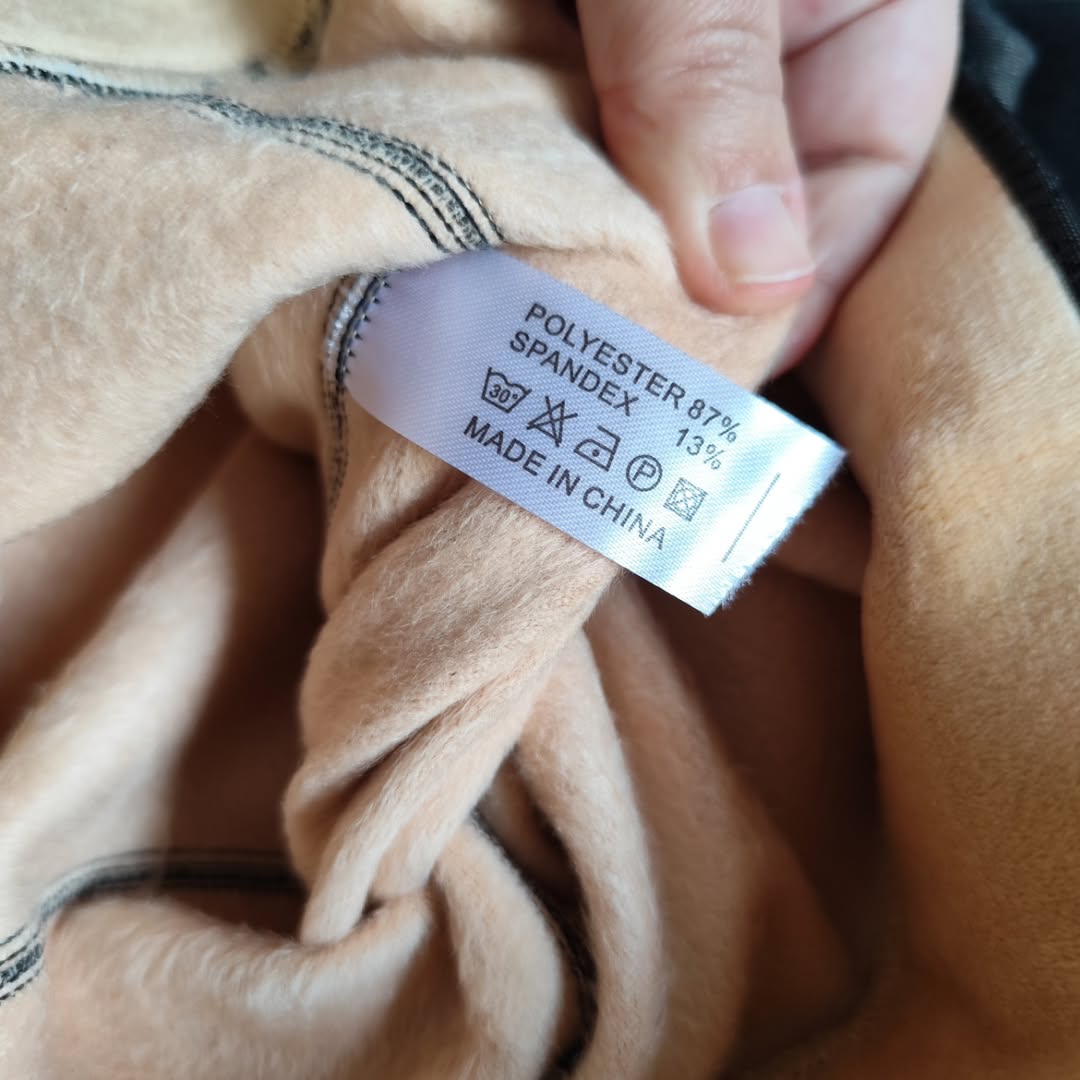 POLYESTER 87%
SPANDEX 13%
30° P
MADE IN CHINA